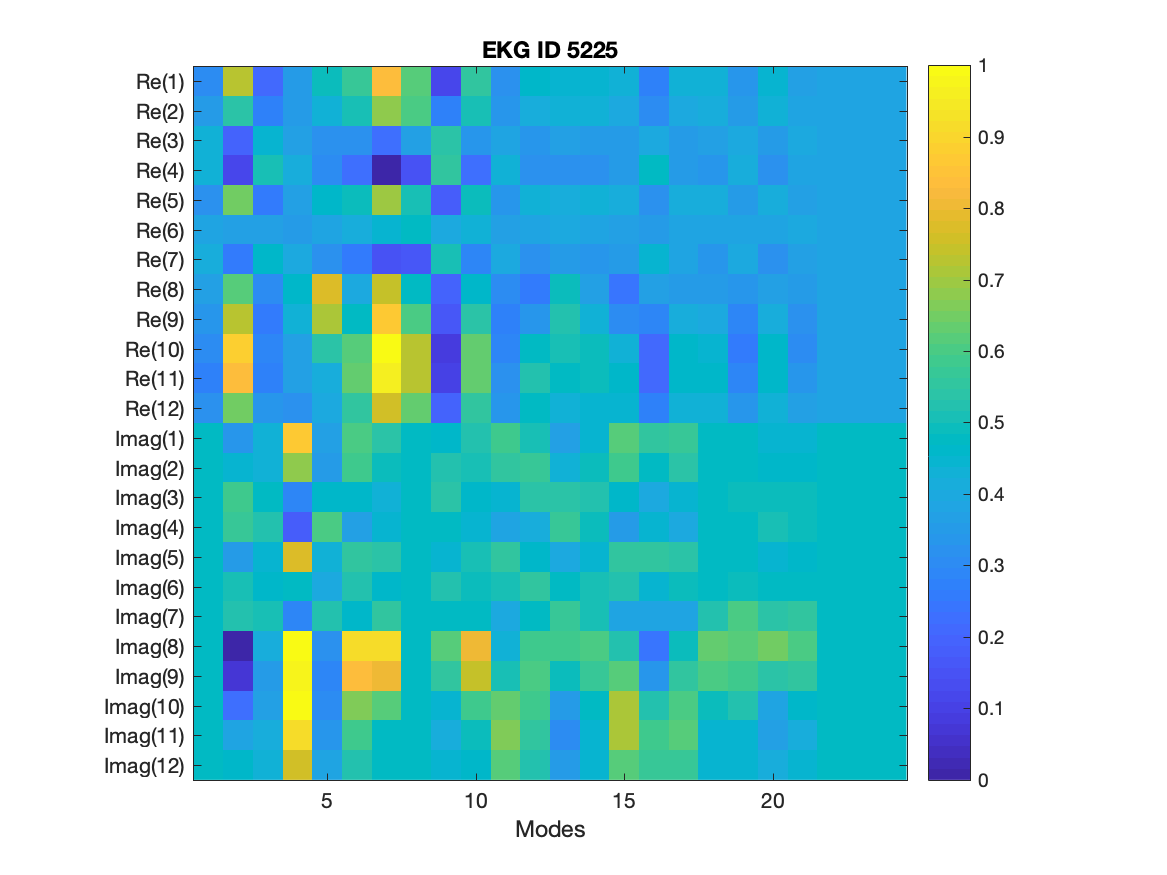 EKG ID 5225
Re(1)
Re(2)
Re(3)
Re(4)
Re(5)
Re(6)
Re(7)
Re(8)
Re(9)
Re(10)
Re(11)
Re(12)
Imag(1)
Imag(2)
Imag(3)
Imag(4)
Imag(5)
Imag(6)
Imag(7)
Imag(8)
Imag(9)
Imag(10)
Imag(11)
Imag(12)
5 10 15 20
Modes
1
0.9
0.8
0.7
0.6
0.5
0.4
0.3
0.2
0.1
0